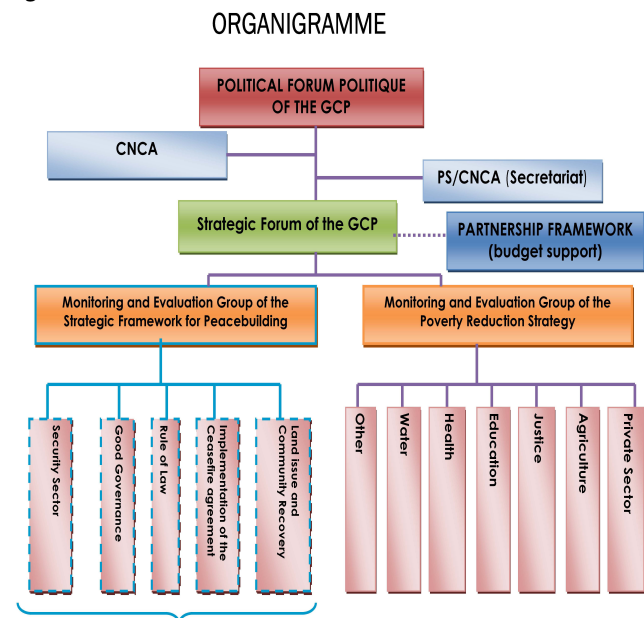 ORGANIGRAMME
POLITICAL FORUM POLITIQUE
OF THE GCP
CNCA
PS/CNCA (Secretariat)
Strategic Forum of the GCP
PARTNERSHIP FRAMEWORK
(budget support)
Monitoring and Evaluation Group of the
Strategic Framework for Peacebuilding
Monitoring and Evaluation Group of the
Poverty Reduction Strategy
Security Sector
Good Governance
Rule of Law
Implementation of the
Ceasefire agreement
Land issue and
Community Recovery
Other
Water
Health
Education
Justice
Agriculture
Private Sector